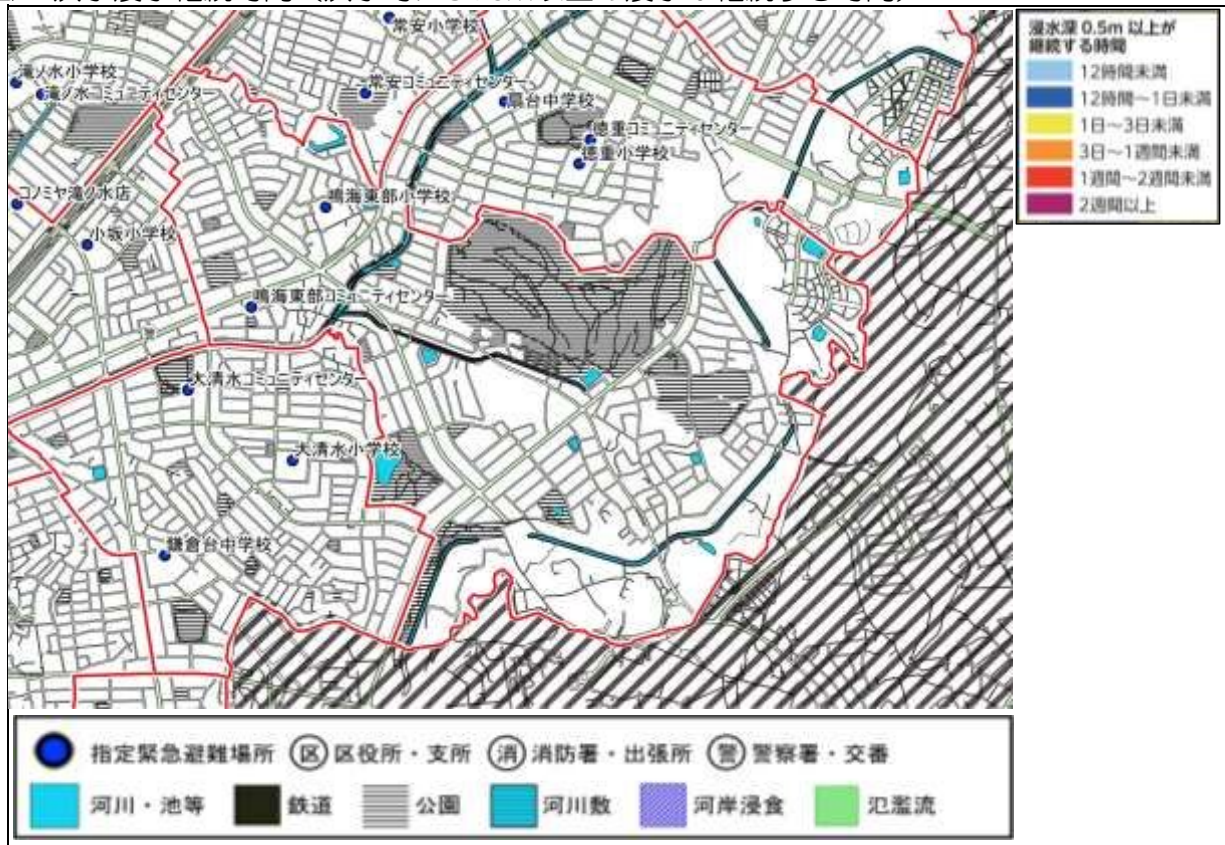 常安小学校
滝ノ水小学校
滝ノ水コミュニティセンター
常安コミュニティセンター
扇台中学校
徳重コミュニティセンター
徳重小学校
コノミヤ滝ノ水店
鳴海東部小学校
小坂小学校
鳴海東部コミュニティセンター
大清水コミュニティセンター
大清水小学校
鎌倉台中学校
浸水深 0.5m 以上が
継続する時間
12時間未満
12時間～1日未満
1日～3日未満
3日～1週間未満
1週間～2週間未満
2週間以上
指定緊急避難場所 区 区役所・支所 消 消防署・出張所 警 警察署・交番
河川・池等 鉄道 公園 河川敷 河岸浸食 氾濫流